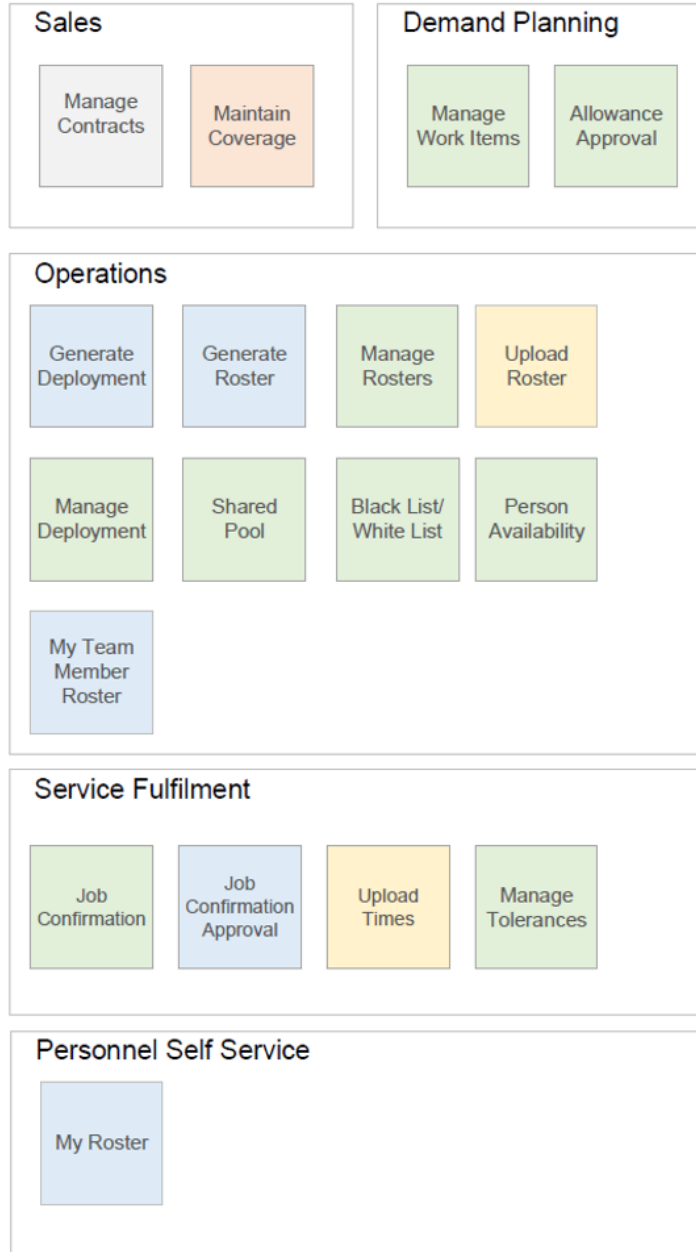 Sales
Manage
Contracts
Maintain
Coverage
Demand Planning
Manage
Work Items
Allowance
Approval
Operations
Generate
Deployment
Generate
Roster
Manage
Rosters
Upload
Roster
Manage
Deployment
Shared
Pool
Black List/
White List
Person
Availability
My Team
Member
Roster
Service Fulfilment
Job
Confirmation
Job
Confirmation
Approval
Upload
Times
Manage
Tolerances
Personnel Self Service
My Roster